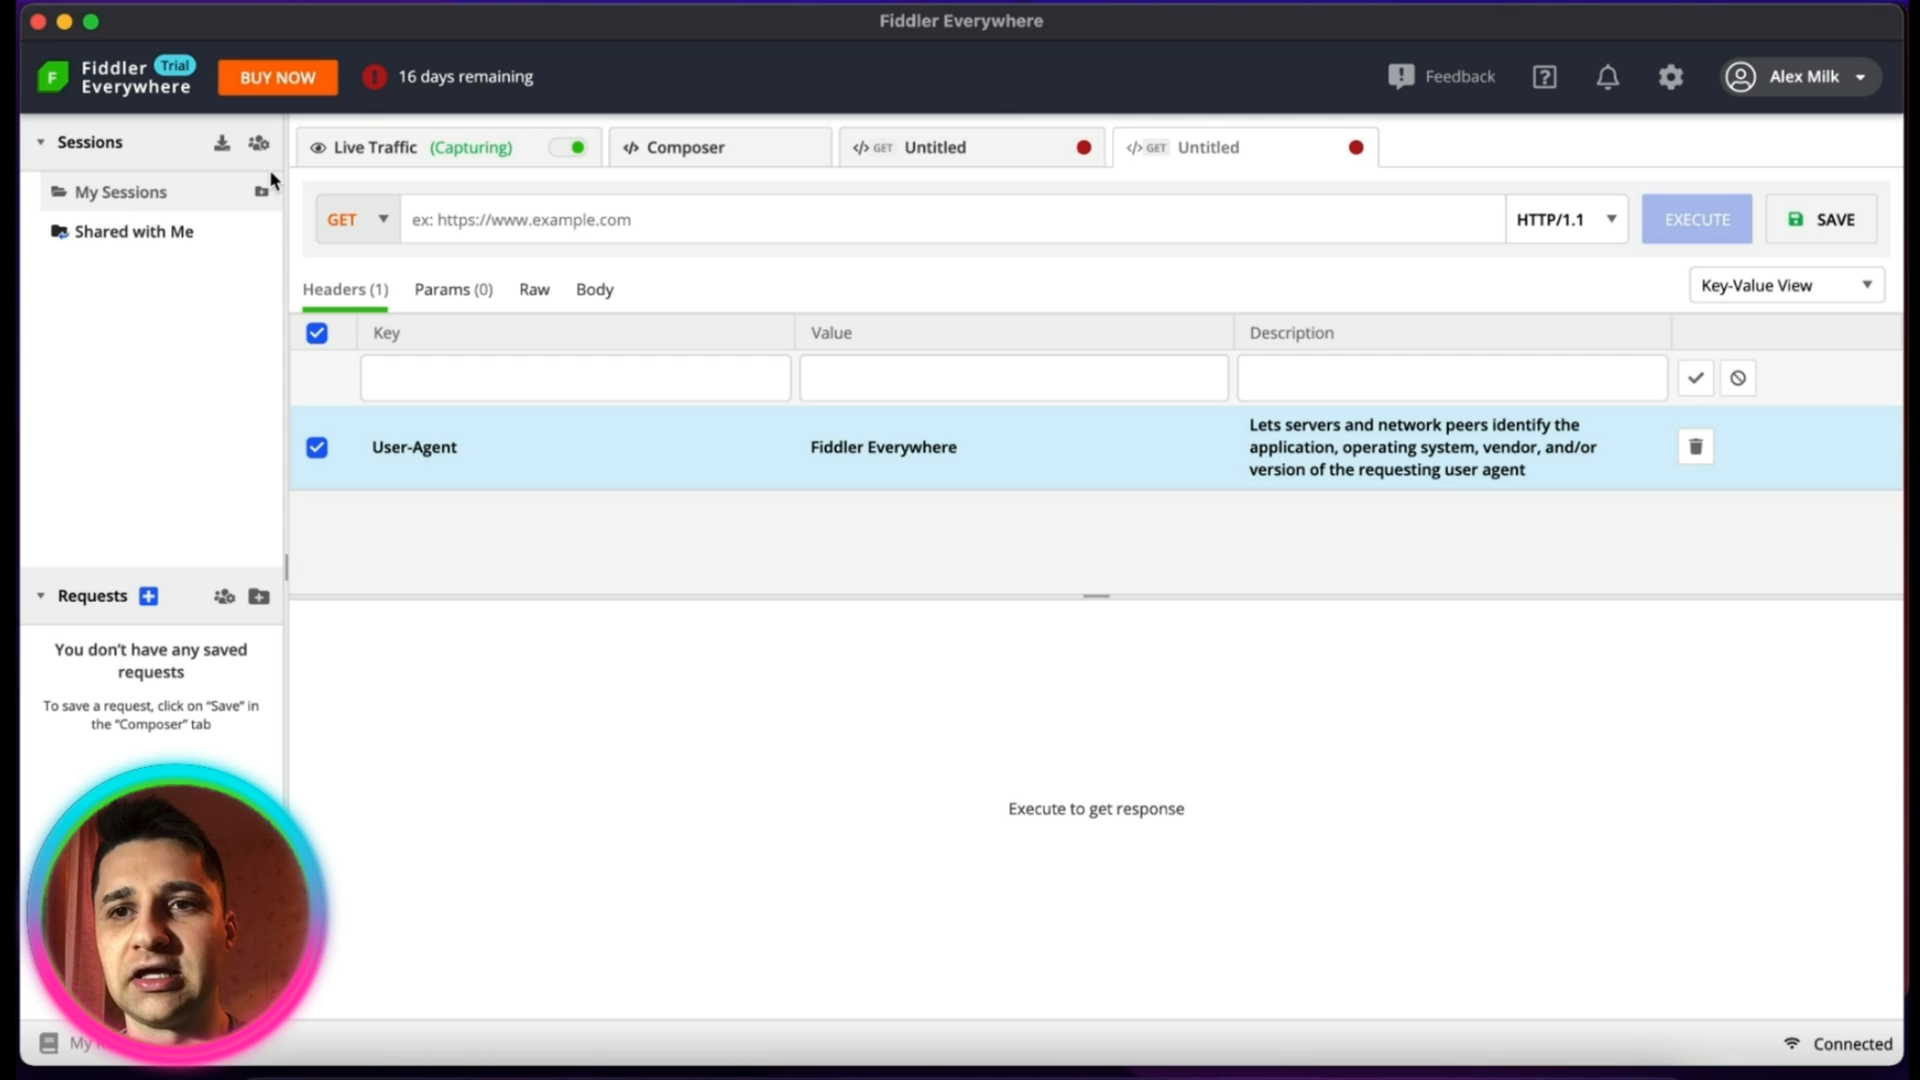 Fiddler Everywhere
Fiddler Everywhere
Trial
BUY NOW
16 days remaining
Feedback
Alex Milk
Sessions
My Sessions
Shared with Me
Live Traffic (Capturing)
</> Composer
</> GET Untitled
</> GET Untitled
GET
ex: https://www.example.com
HTTP/1.1
EXECUTE
SAVE
Headers (1)
Params (0)
Raw
Body
Key-Value View
Key
Value
Description
User-Agent
Fiddler Everywhere
Lets servers and network peers identify the
application, operating system, vendor, and/or
version of the requesting user agent
Requests
You don't have any saved
requests
To save a request, click on "Save" in
the "Composer" tab
Execute to get response
My
Connected